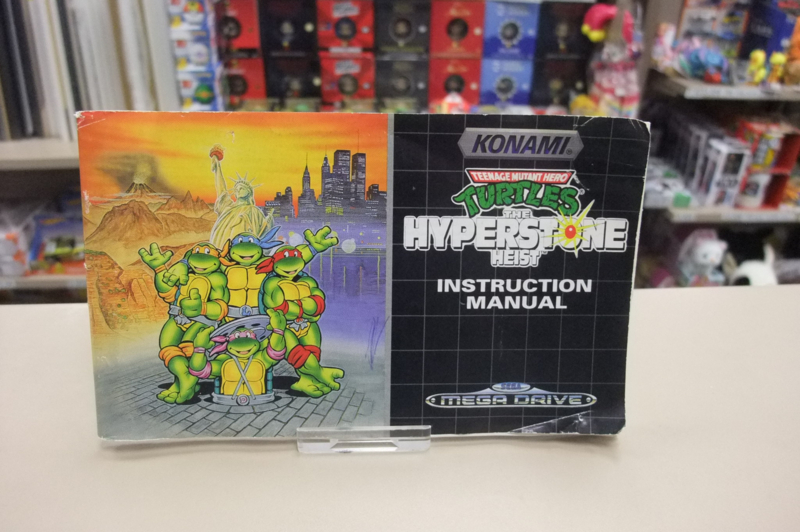 KONAMI
TEENAGE MUTANT HERO
TURTLES
THE
HYPERSTONE
HEIST
INSTRUCTION
MANUAL
SEGA
MEGA DRIVE